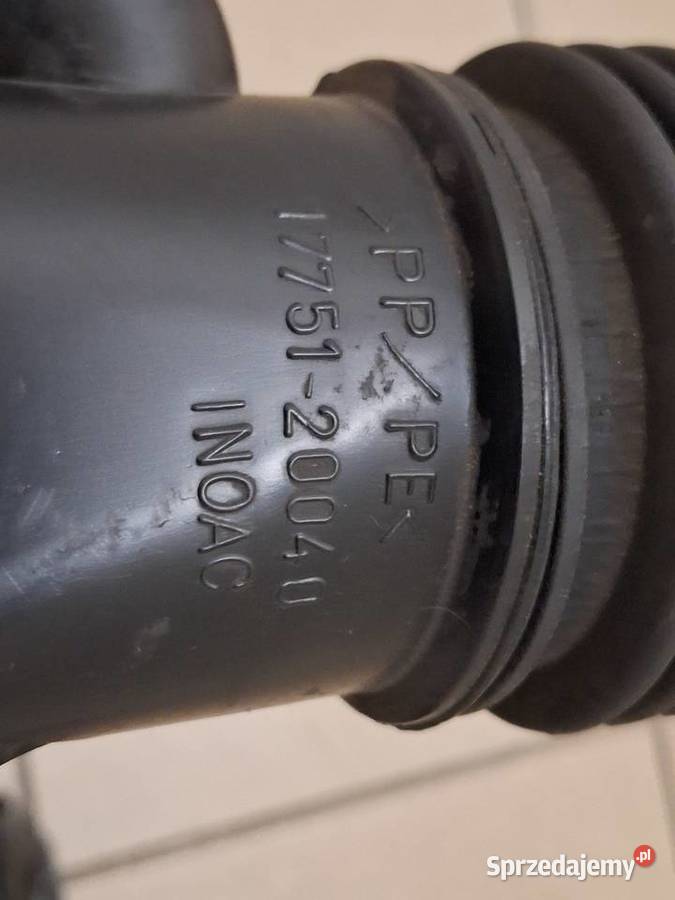 >PP/PE<
17751-20040
INOAC
Sprzedajemy.pl